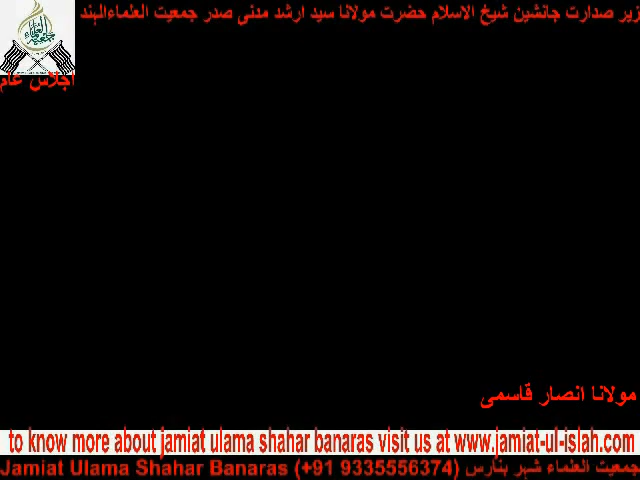 زیر صدارت جانشین شیخ الاسلام حضرت مولانا سید ارشد مدنی صدر جمعیت العلماءالہند
اجلاس عام
مولانا انصار قاسمی
to know more about jamiat ulama shahar banaras visit us at www.jamiat-ul-islah.com
Jamiat Ulama Shahar Banaras (+91 9335556374) جمعیت العلماء شہر بنارس